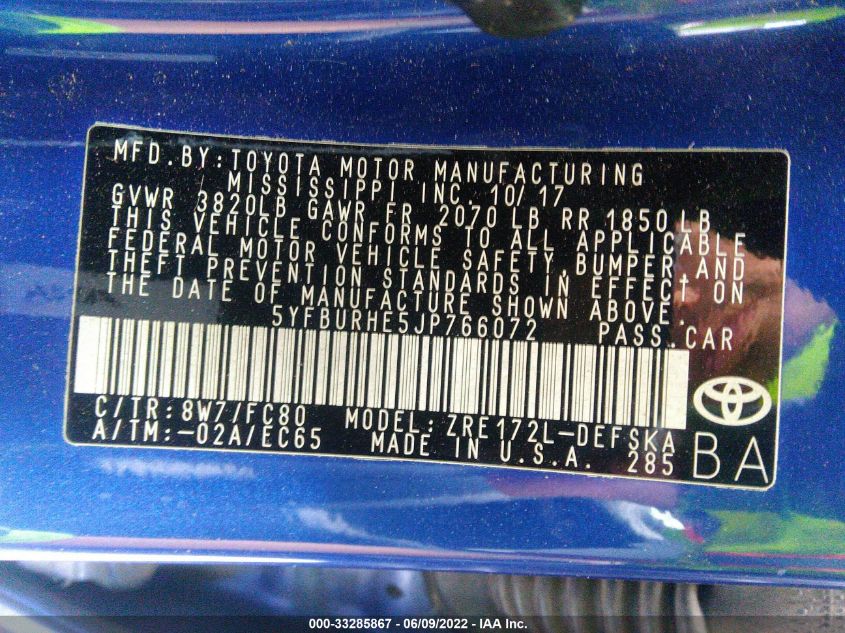 MFD.BY:TOYOTA MOTOR MANUFACTURING
MISSISSIPPI INC. 10/17
GVWR 3820LB GAWR FR 2070 LB RR 1850LB
THIS VEHICLE CONFORMS TO ALL APPLICABLE
FEDERAL MOTOR VEHICLE SAFETY,BUMPER,AND
THEFT PREVENTION STANDARDS IN EFFECT ON
THE DATE OF MANUFACTURE SHOWN ABOVE.
5YFBURHE5JP766072 PASS.CAR
C/TR:8W7/FC80 MODEL:ZRE172L-DEFSKA
A/TM:-02A/EC65 MADE IN U.S.A. 285
BA
000-33285867 - 06/09/2022 - IAA Inc.